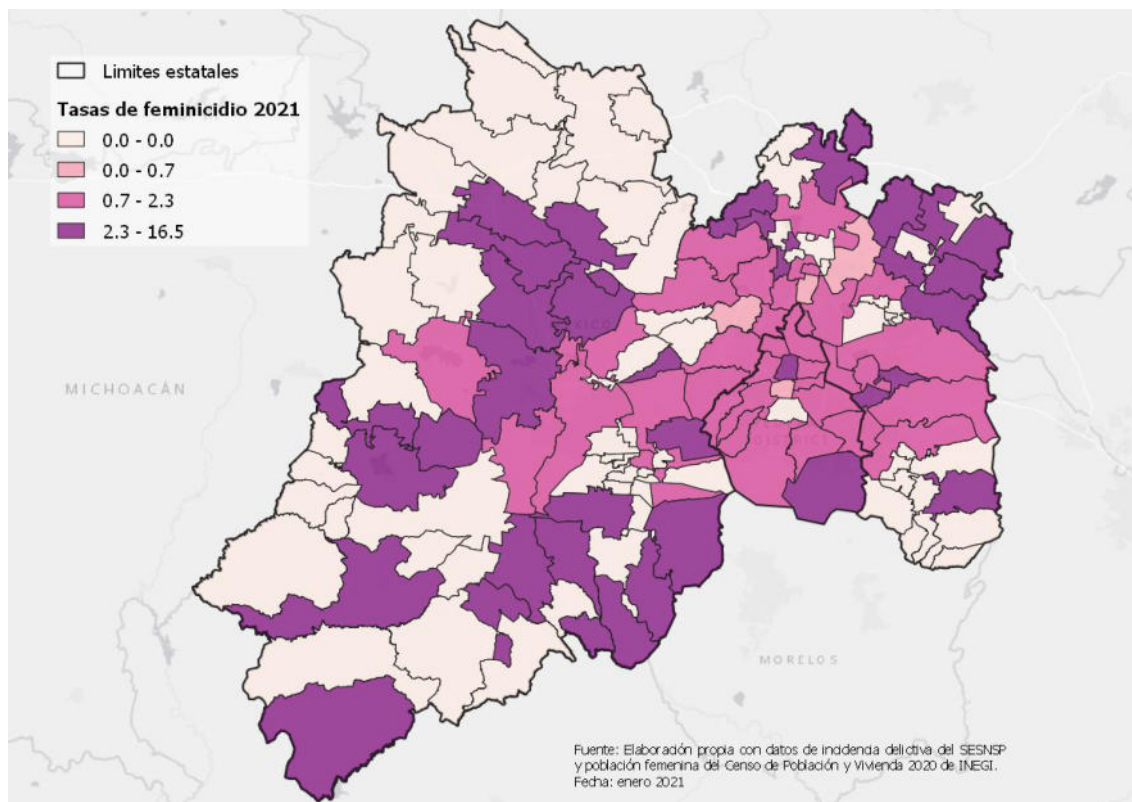 Limites estatales
Tasas de feminicidio 2021
0.0 - 0.0
0.0 - 0.7
0.7 - 2.3
2.3 - 16.5
MICHOACÁN
DISTRICT
MORELOS
Fuente: Elaboración propia con datos de incidencia delictiva del SESNSP
y población femenina del Censo de Población y Vivienda 2020 de INEGI.
Fecha: enero 2021